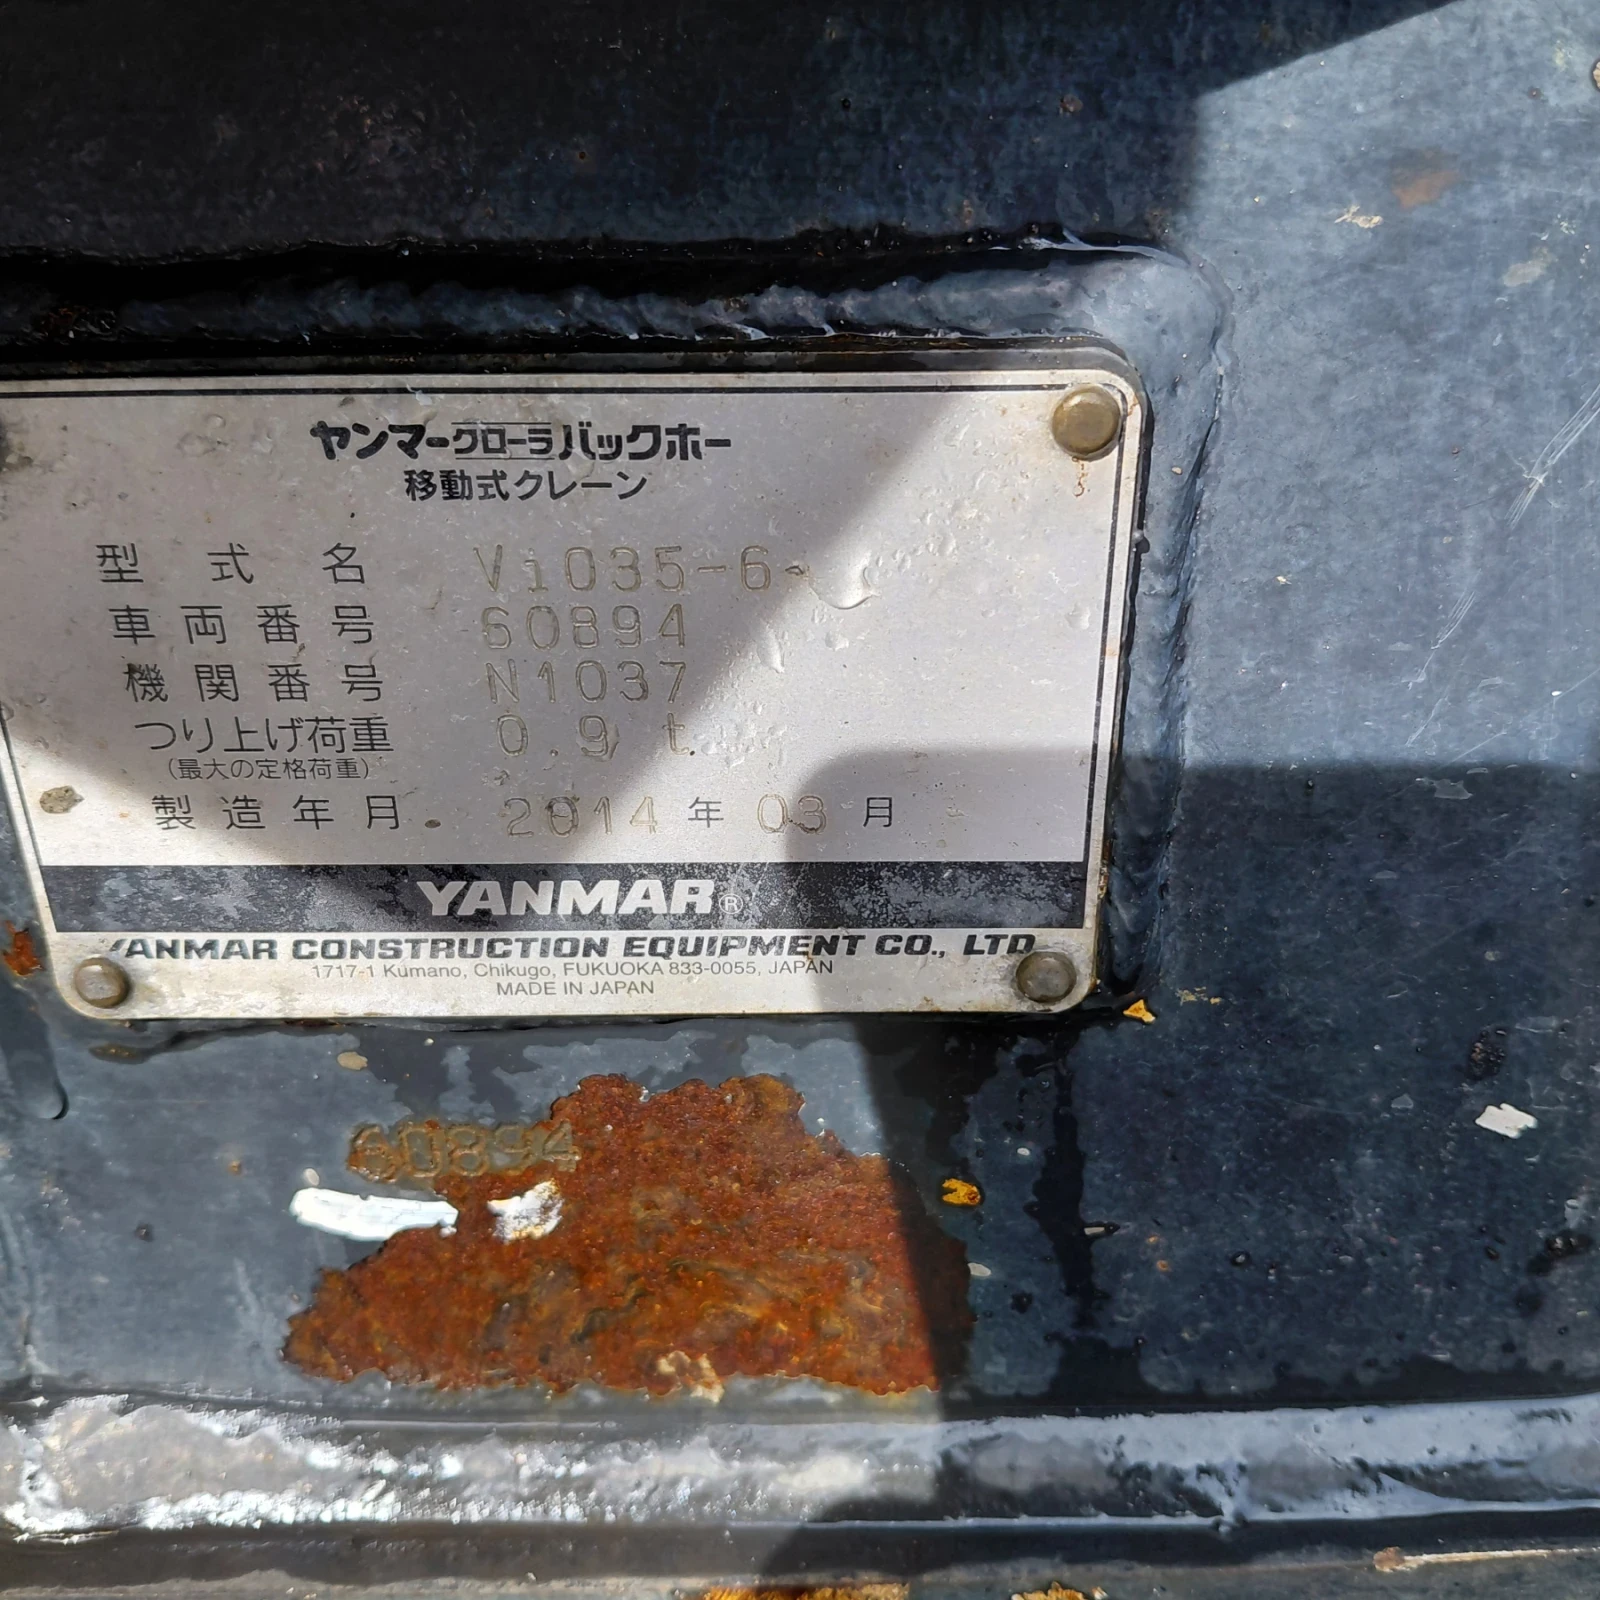 ヤンマークローラバックホー
移動式クレーン
型式名 ViO35-6
車両番号 60894
機関番号 N1037
つり上げ荷重 0.9 t
(最大の定格荷重)
製造年月 2014年03月
YANMAR®
YANMAR CONSTRUCTION EQUIPMENT CO., LTD.
1717-1 Kumano, Chikugo, FUKUOKA 833-0055, JAPAN
MADE IN JAPAN
60894